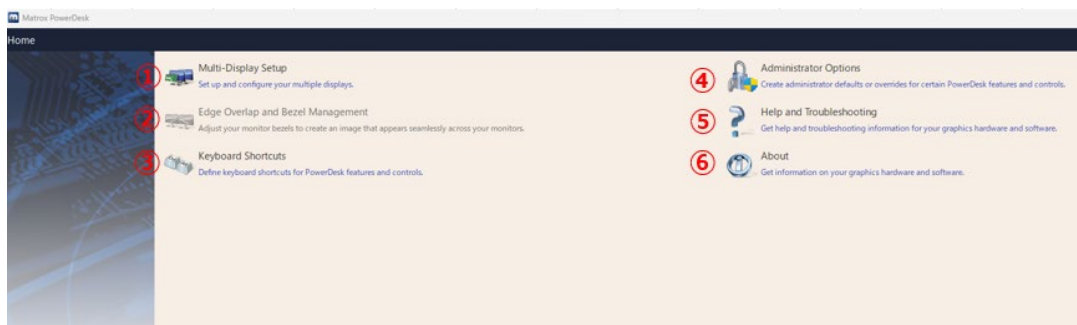 Matrox PowerDesk
Home
① Multi-Display Setup
Set up and configure your multiple displays.
② Edge Overlap and Bezel Management
Adjust your monitor bezels to create an image that appears seamlessly across your monitors.
③ Keyboard Shortcuts
Define keyboard shortcuts for PowerDesk features and controls.
④ Administrator Options
Create administrator defaults or overrides for certain PowerDesk features and controls.
⑤ Help and Troubleshooting
Get help and troubleshooting information for your graphics hardware and software.
⑥ About
Get information on your graphics hardware and software.